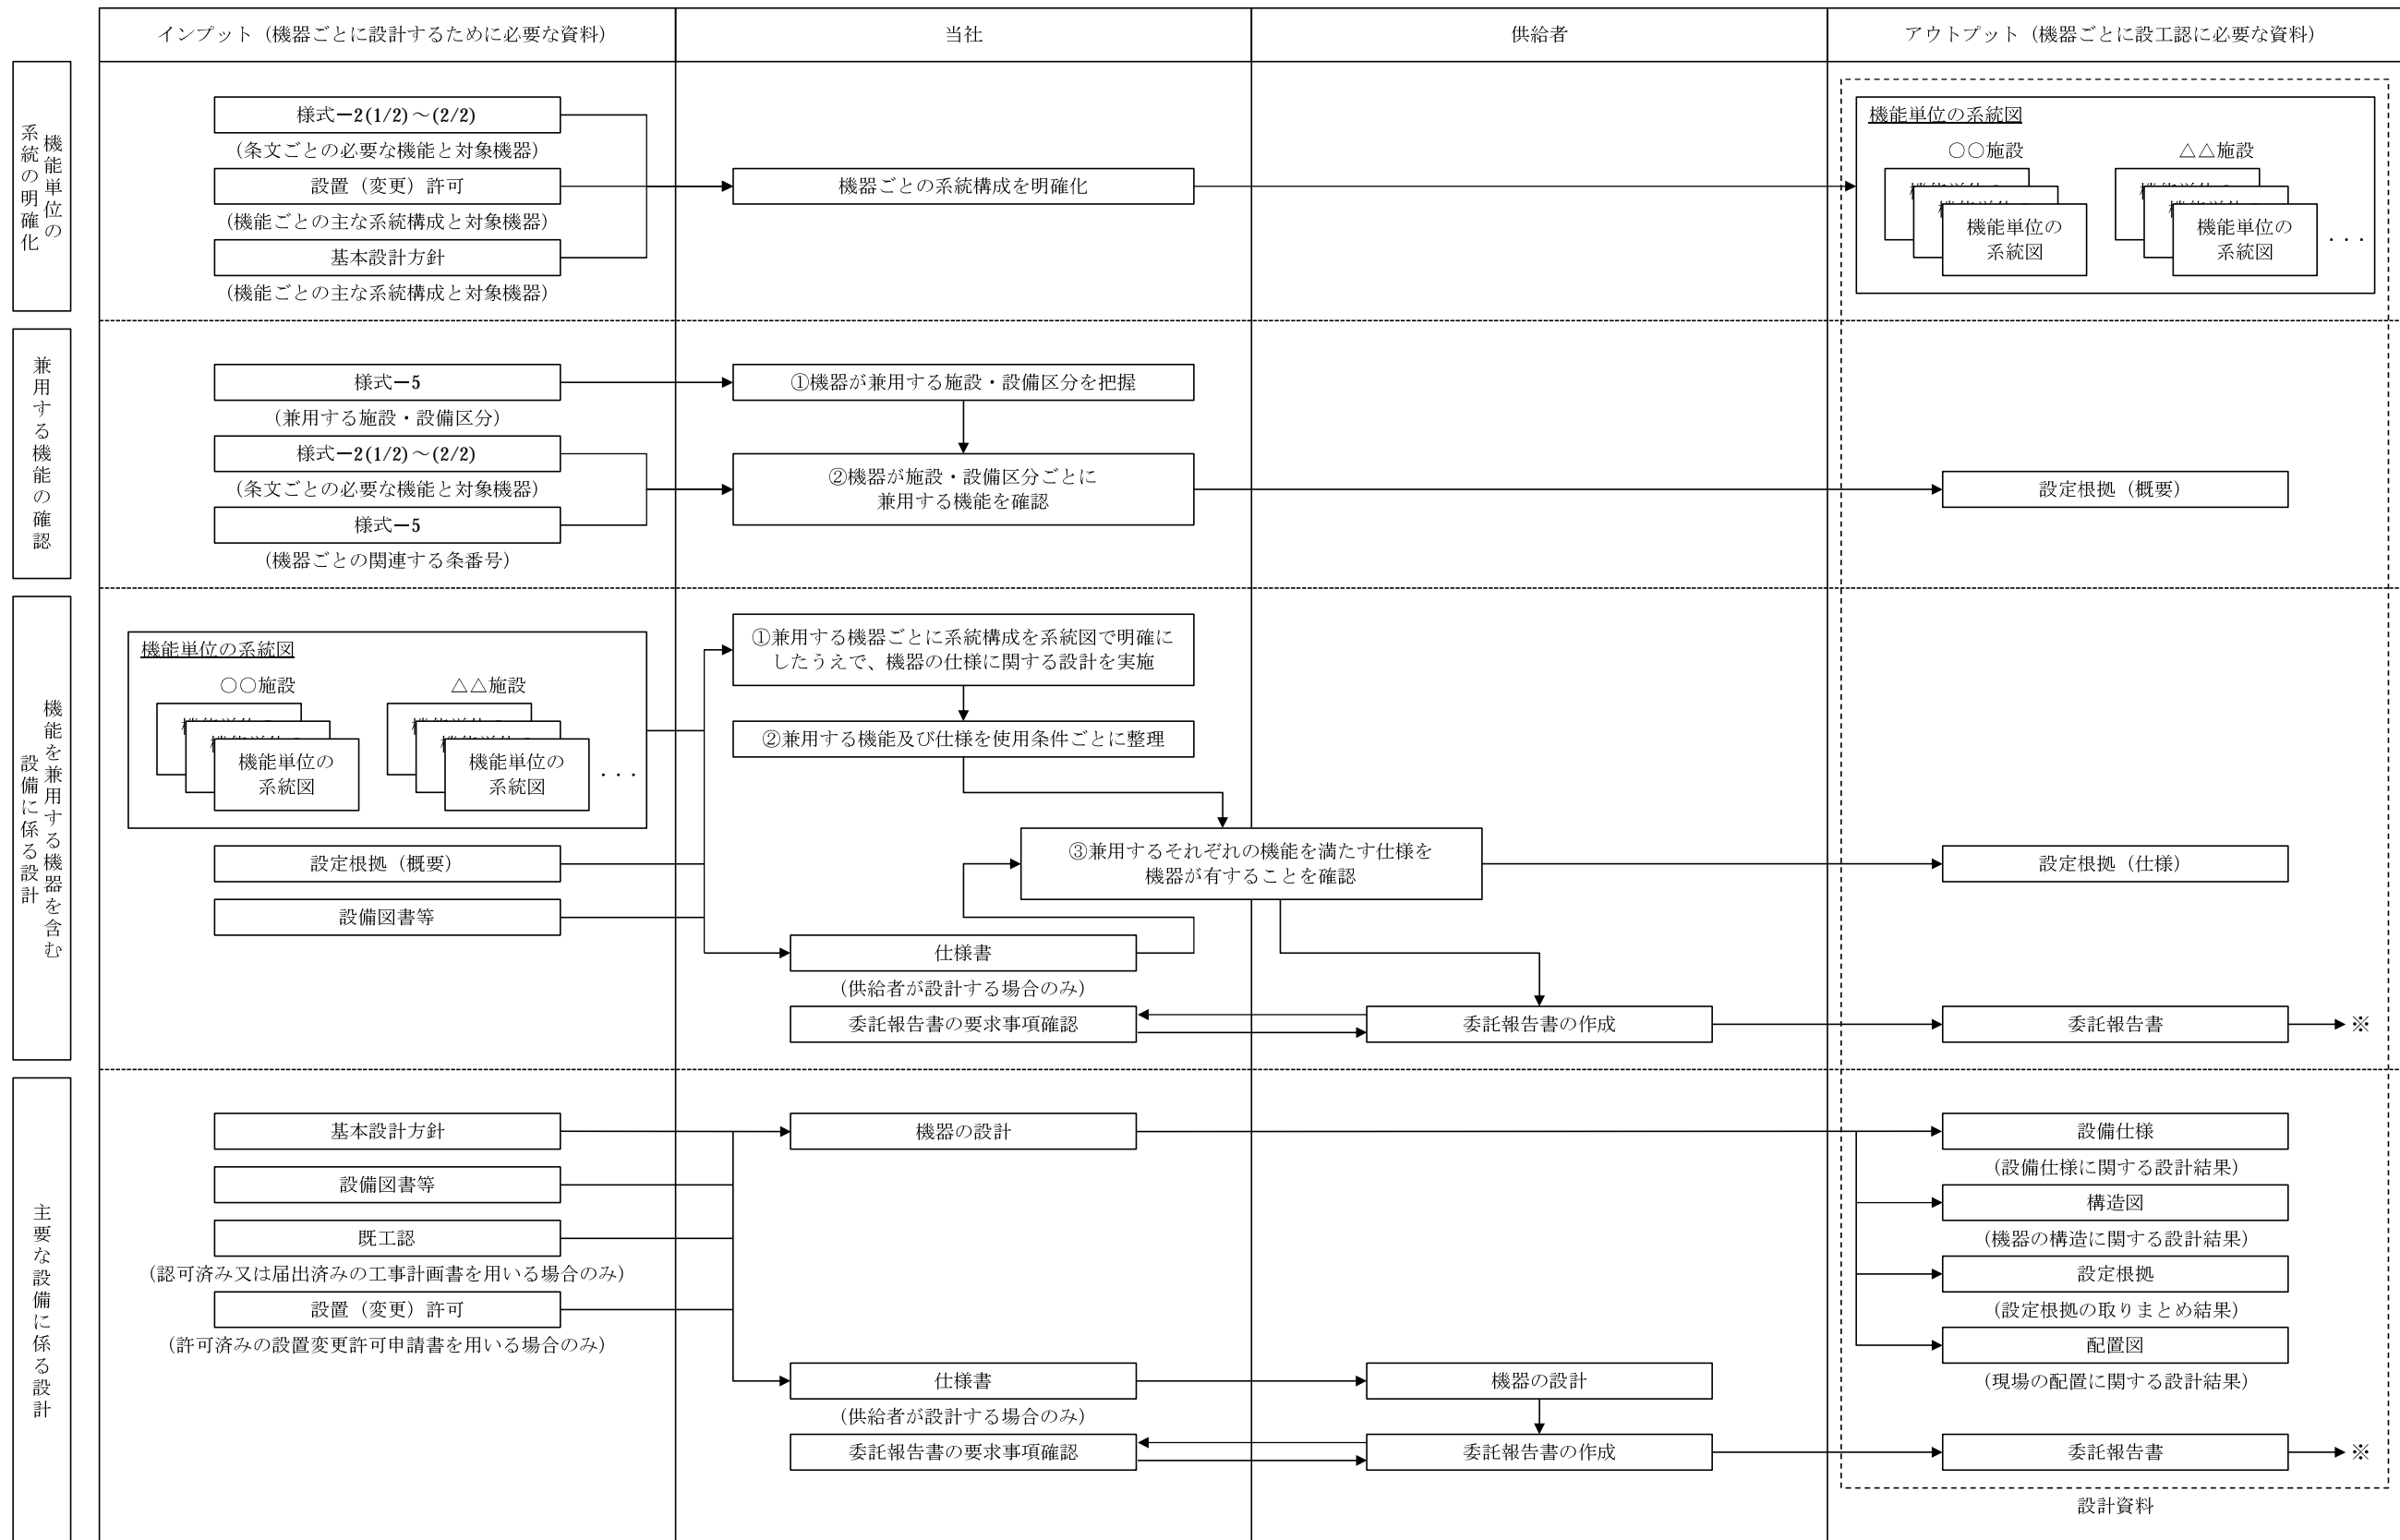 インプット（機器ごとに設計するために必要な資料）
当社
供給者
アウトプット（機器ごとに設工認に必要な資料）
機能単位の
系統の明確化
様式－2(1/2)～(2/2)
（条文ごとの必要な機能と対象機器）
設置（変更）許可
（機能ごとの主な系統構成と対象機器）
基本設計方針
（機能ごとの主な系統構成と対象機器）
機器ごとの系統構成を明確化
機能単位の系統図
○○施設
△△施設
機能単位の
系統図
機能単位の
系統図
・・・
兼用する機能の確認
様式－5
（兼用する施設・設備区分）
様式－2(1/2)～(2/2)
（条文ごとの必要な機能と対象機器）
様式－5
（機器ごとの関連する条番号）
①機器が兼用する施設・設備区分を把握
②機器が施設・設備区分ごとに
兼用する機能を確認
設定根拠（概要）
機能を兼用する機器を含む
設備に係る設計
機能単位の系統図
○○施設
△△施設
機能単位の
系統図
機能単位の
系統図
・・・
設定根拠（概要）
設備図書等
①兼用する機器ごとに系統構成を系統図で明確に
したうえで、機器の仕様に関する設計を実施
②兼用する機能及び仕様を使用条件ごとに整理
③兼用するそれぞれの機能を満たす仕様を
機器が有することを確認
設定根拠（仕様）
仕様書
（供給者が設計する場合のみ）
委託報告書の要求事項確認
委託報告書の作成
委託報告書
※
主要な設備に係る設計
基本設計方針
設備図書等
既工認
（認可済み又は届出済みの工事計画書を用いる場合のみ）
設置（変更）許可
（許可済みの設置変更許可申請書を用いる場合のみ）
機器の設計
設備仕様
（設備仕様に関する設計結果）
構造図
（機器の構造に関する設計結果）
設定根拠
（設定根拠の取りまとめ結果）
配置図
（現場の配置に関する設計結果）
仕様書
（供給者が設計する場合のみ）
機器の設計
委託報告書の要求事項確認
委託報告書の作成
委託報告書
※
設計資料